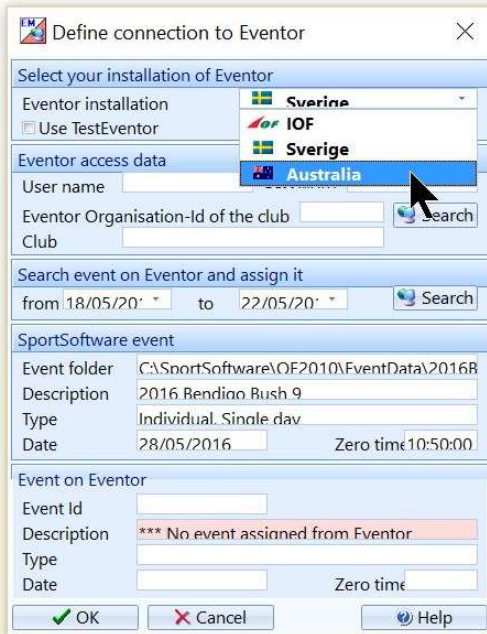 EM Define connection to Eventor
Select your installation of Eventor
Eventor installation Sverige
IOF IOF
Use TestEventor Sverige
Eventor access data Australia
User name
Eventor Organisation-Id of the club Search
Club
Search event on Eventor and assign it
from 18/05/20 to 22/05/20 Search
SportSoftware event
Event folder C:\SportSoftware\OE2010\EventData\2016B
Description 2016 Bendigo Bush 9
Type Individual, Single day
Date 28/05/2016 Zero time 10:50:00
Event on Eventor
Event Id
Description *** No event assigned from Eventor
Type
Date Zero time
OK Cancel Help